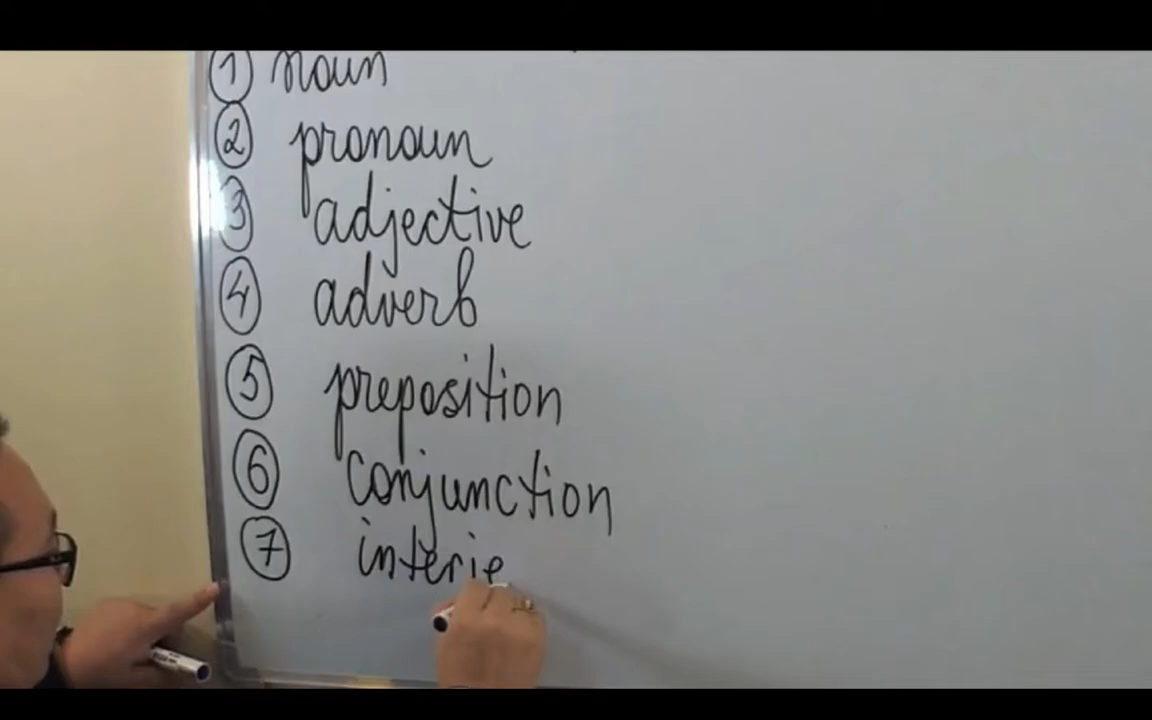 1 noun
2 pronoun
3 adjective
4 adverb
5 preposition
6 conjunction
7 interje